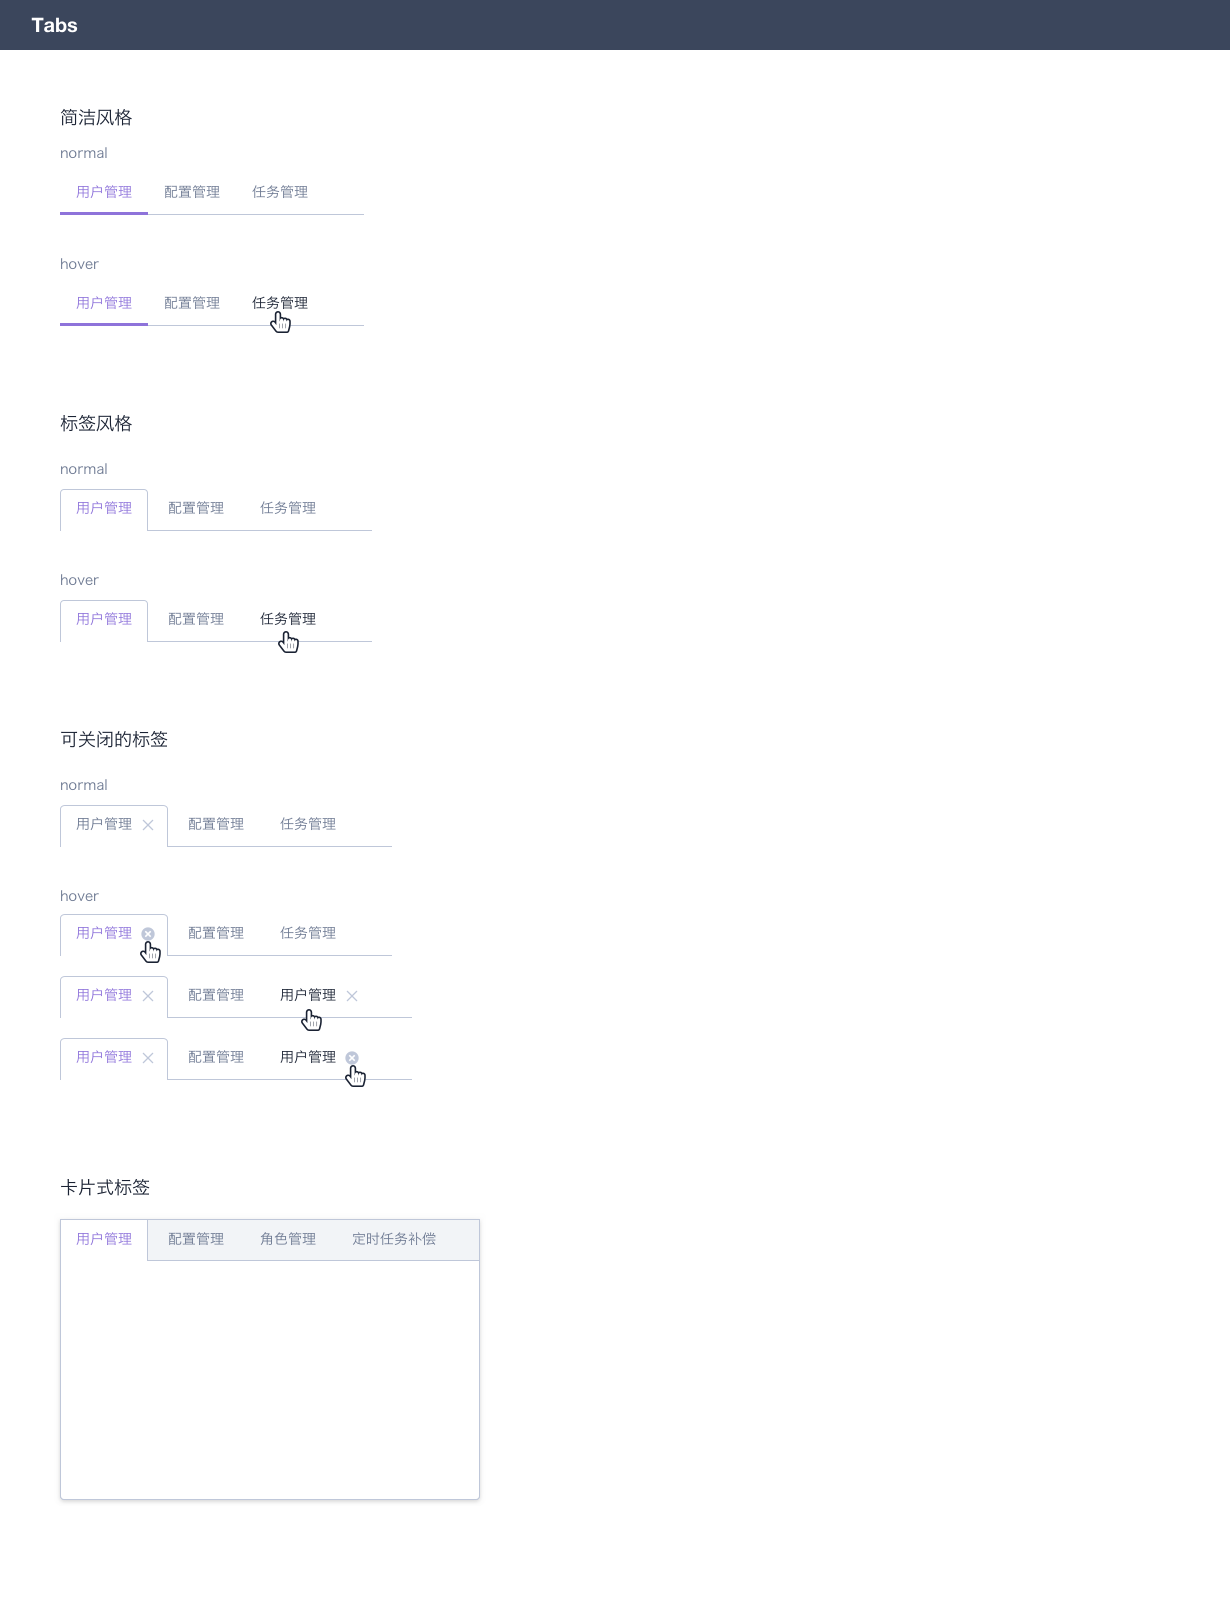 Tabs
简洁风格
normal
用户管理 配置管理 任务管理
hover
用户管理 配置管理 任务管理
标签风格
normal
用户管理 配置管理 任务管理
hover
用户管理 配置管理 任务管理
可关闭的标签
normal
用户管理 配置管理 任务管理
hover
用户管理 配置管理 任务管理
用户管理 配置管理 用户管理
用户管理 配置管理 用户管理
卡片式标签
用户管理 配置管理 角色管理 定时任务补偿